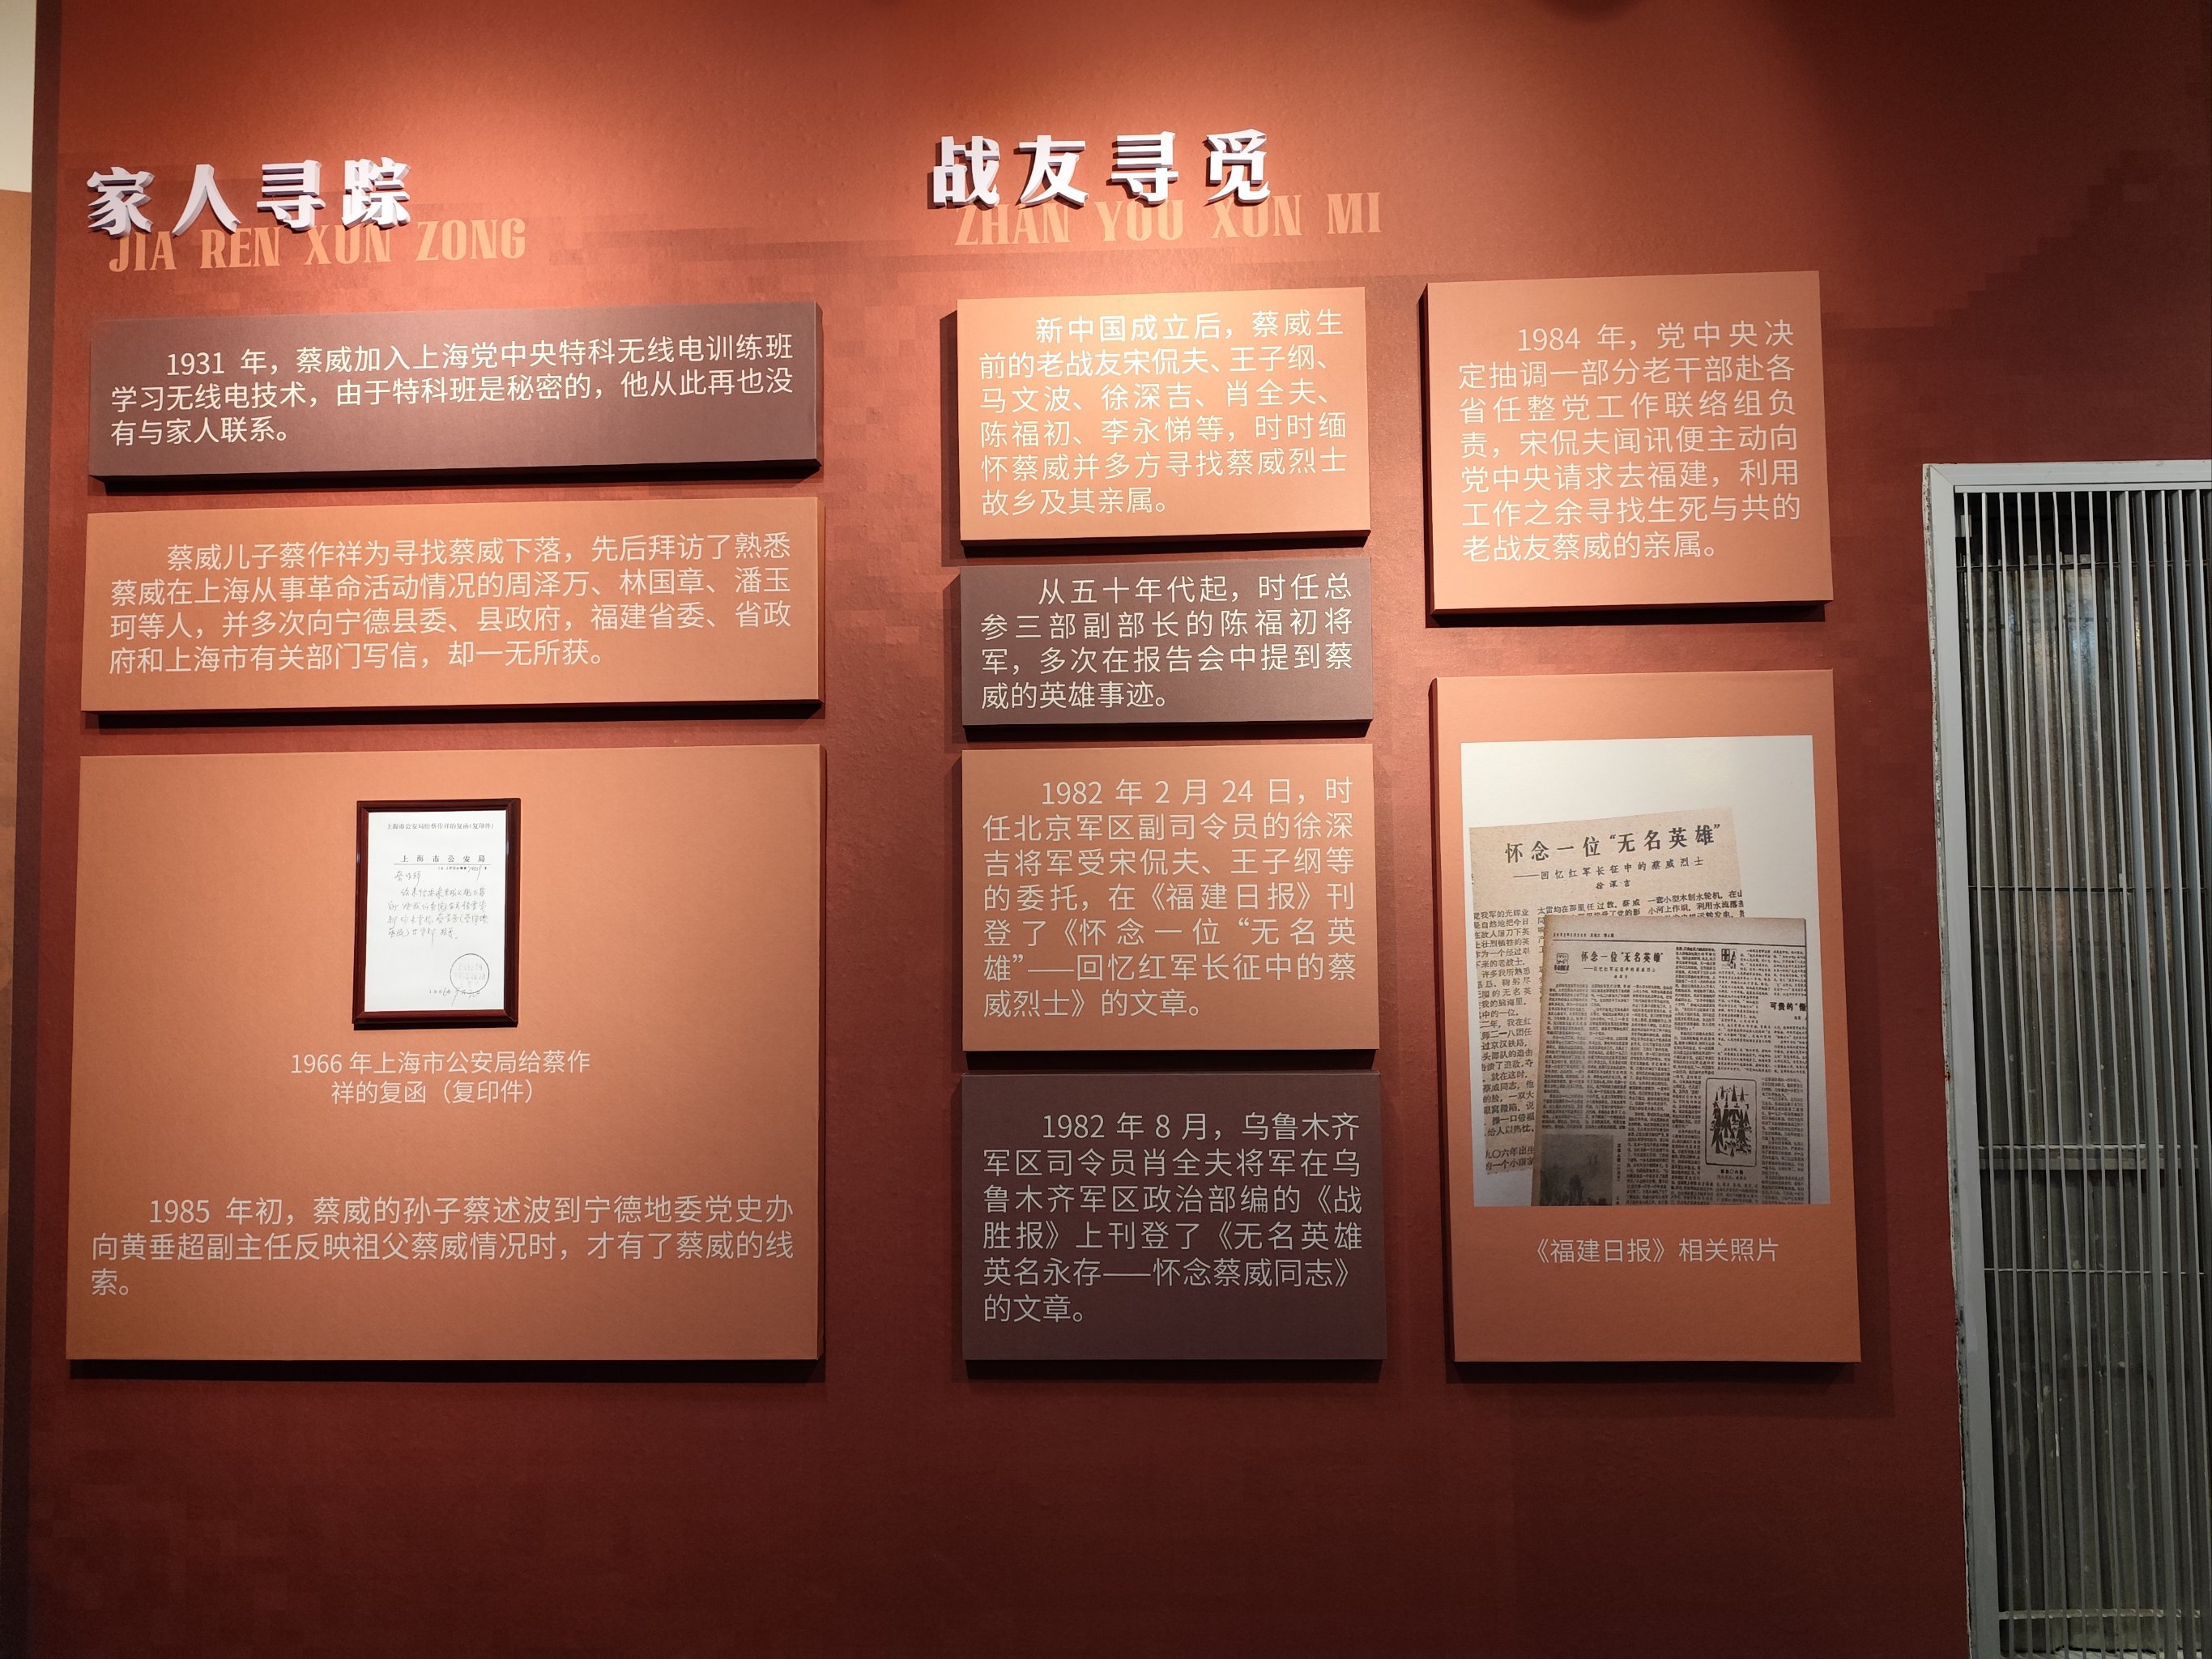 家人寻踪
JIA REN XUN ZONG
1931 年，蔡威加入上海党中央特科无线电训练班
学习无线电技术，由于特科班是秘密的，他从此再也没
有与家人联系。
蔡威儿子蔡作祥为寻找蔡威下落，先后拜访了熟悉
蔡威在上海从事革命活动情况的周泽万、林国章、潘玉
珂等人，并多次向宁德县委、县政府，福建省委、省政
府和上海市有关部门写信，却一无所获。
上海市公安局给蔡作祥的复函(复印件)
上海市公安局
1966 年上海市公安局给蔡作
祥的复函（复印件）
1985 年初，蔡威的孙子蔡述波到宁德地委党史办
向黄垂超副主任反映祖父蔡威情况时，才有了蔡威的线
索。
战友寻觅
ZHAN YOU XUN MI
新中国成立后，蔡威生
前的老战友宋侃夫、王子纲、
马文波、徐深吉、肖全夫、
陈福初、李永悌等，时时缅
怀蔡威并多方寻找蔡威烈士
故乡及其亲属。
从五十年代起，时任总
参三部副部长的陈福初将
军，多次在报告会中提到蔡
威的英雄事迹。
1982 年 2 月 24 日，时
任北京军区副司令员的徐深
吉将军受宋侃夫、王子纲等
的委托，在《福建日报》刊
登了《怀念一位“无名英
雄”——回忆红军长征中的蔡
威烈士》的文章。
1982 年 8 月，乌鲁木齐
军区司令员肖全夫将军在乌
鲁木齐军区政治部编的《战
胜报》上刊登了《无名英雄
英名永存——怀念蔡威同志》
的文章。
1984 年，党中央决
定抽调一部分老干部赴各
省任整党工作联络组负
责，宋侃夫闻讯便主动向
党中央请求去福建，利用
工作之余寻找生死与共的
老战友蔡威的亲属。
怀念一位“无名英雄”
——回忆红军长征中的蔡威烈士
徐深吉
怀念一位“无名英雄”
可贵的“
《福建日报》相关照片